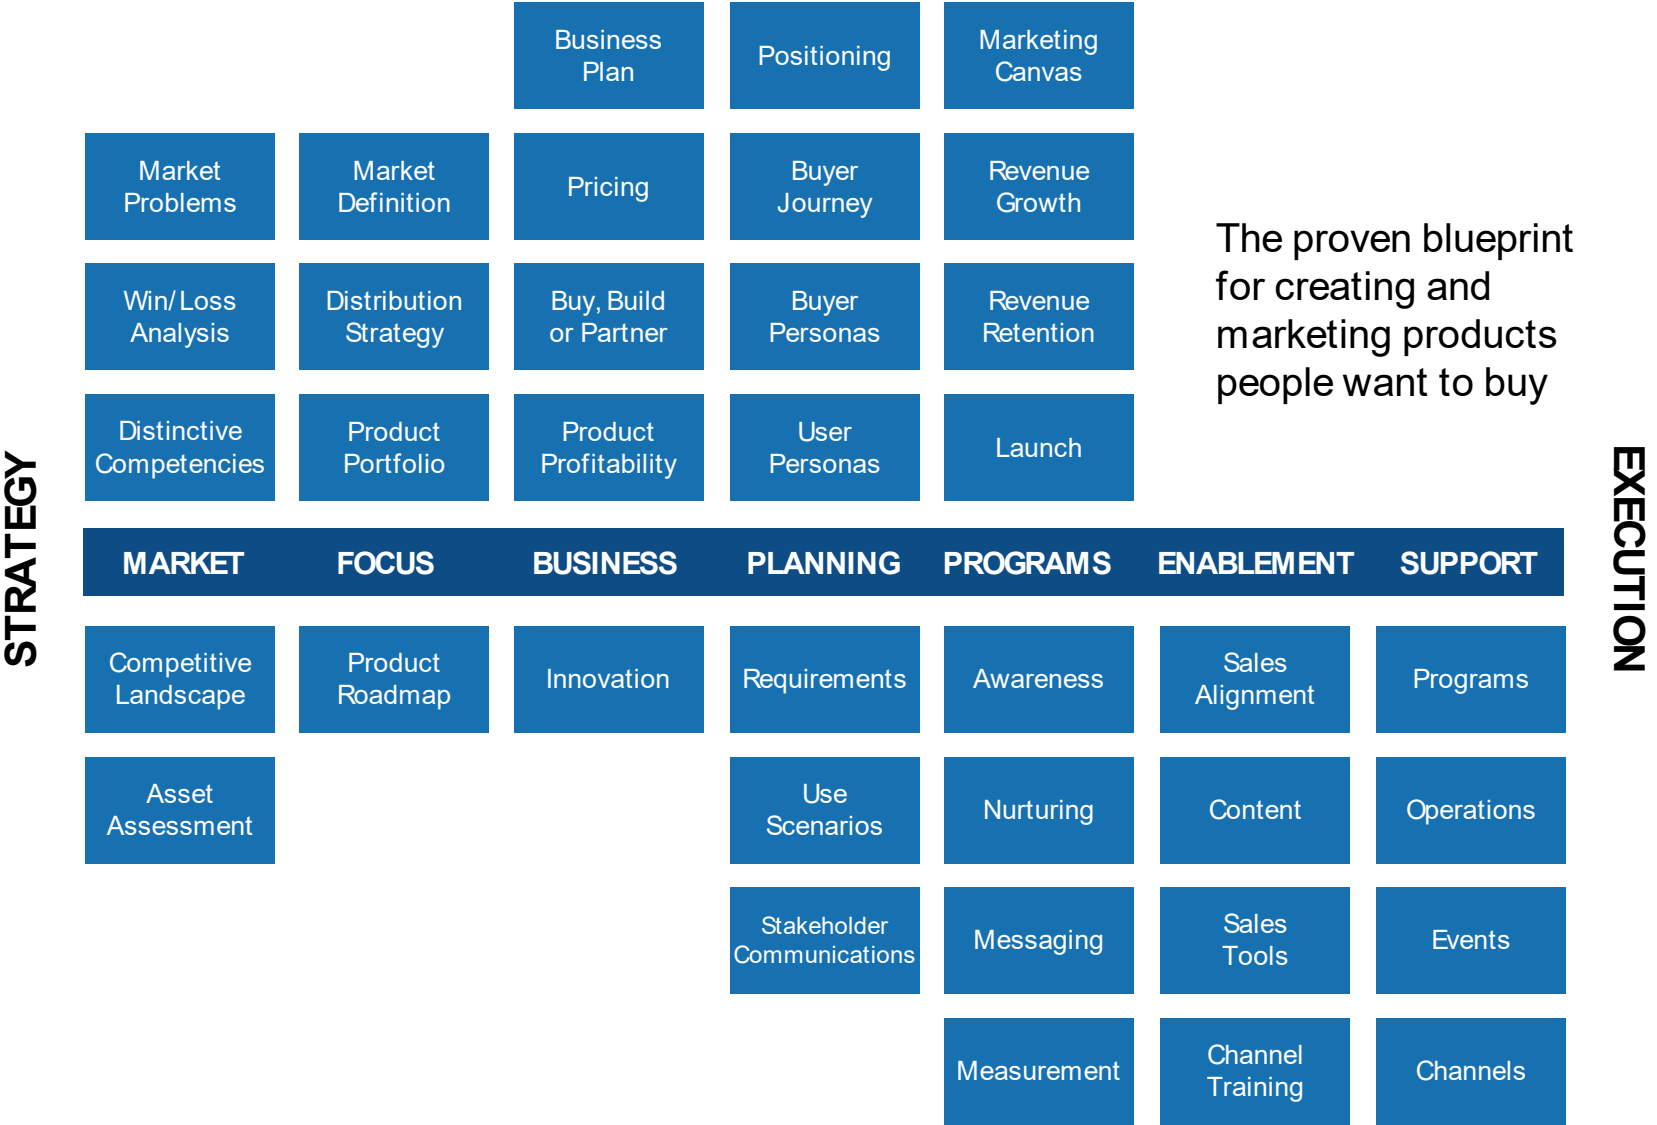 Business
Plan
Positioning
Marketing
Canvas
Market
Problems
Market
Definition
Pricing
Buyer
Journey
Revenue
Growth
The proven blueprint
for creating and
marketing products
people want to buy
Win/Loss
Analysis
Distribution
Strategy
Buy, Build
or Partner
Buyer
Personas
Revenue
Retention
Distinctive
Competencies
Product
Portfolio
Product
Profitability
User
Personas
Launch
STRATEGY
EXECUTION
MARKET
FOCUS
BUSINESS
PLANNING
PROGRAMS
ENABLEMENT
SUPPORT
Competitive
Landscape
Product
Roadmap
Innovation
Requirements
Awareness
Sales
Alignment
Programs
Asset
Assessment
Use
Scenarios
Nurturing
Content
Operations
Stakeholder
Communications
Messaging
Sales
Tools
Events
Measurement
Channel
Training
Channels